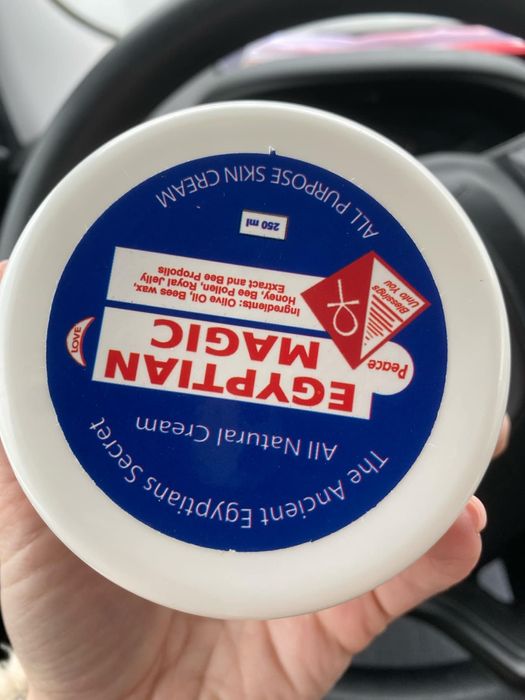 The Ancient Egyptians Secret
All Natural Cream
EGYPTIAN
MAGIC
Peace
LOVE
Blessings
Unto You
Ingredients: Olive Oil, Bees wax,
Honey, Bee Pollen, Royal Jelly
Extract and Bee Propolis
250 ml
ALL PURPOSE SKIN CREAM